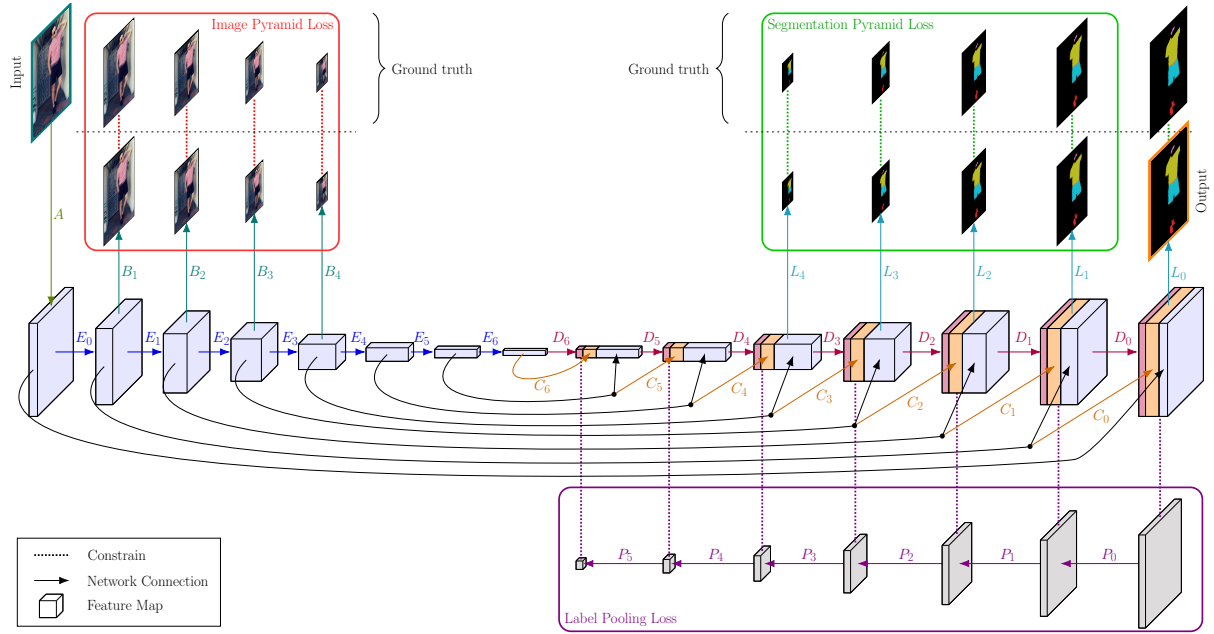 Input
Image Pyramid Loss
Ground truth
Ground truth
Segmentation Pyramid Loss
Output
A
B₁
B₂
B₃
B₄
L₄
L₃
L₂
L₁
L₀
E₀
E₁
E₂
E₃
E₄
E₅
E₆
D₆
D₅
D₄
D₃
D₂
D₁
D₀
C₆
C₅
C₄
C₃
C₂
C₁
C₀
P₅
P₄
P₃
P₂
P₁
P₀
Label Pooling Loss
Constrain
Network Connection
Feature Map